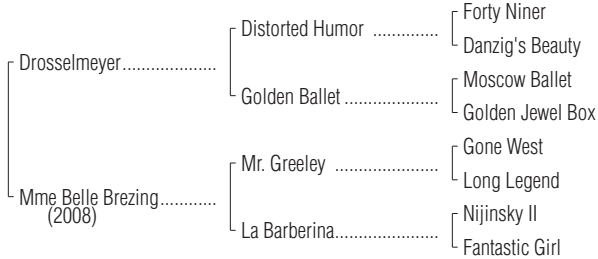 Forty Niner
Distorted Humor ..............
Danzig's Beauty
Drosselmeyer....................
Moscow Ballet
Golden Ballet ....................
Golden Jewel Box
Gone West
Mr. Greeley ......................
Long Legend
Mme Belle Brezing............
(2008)
Nijinsky II
La Barberina......................
Fantastic Girl